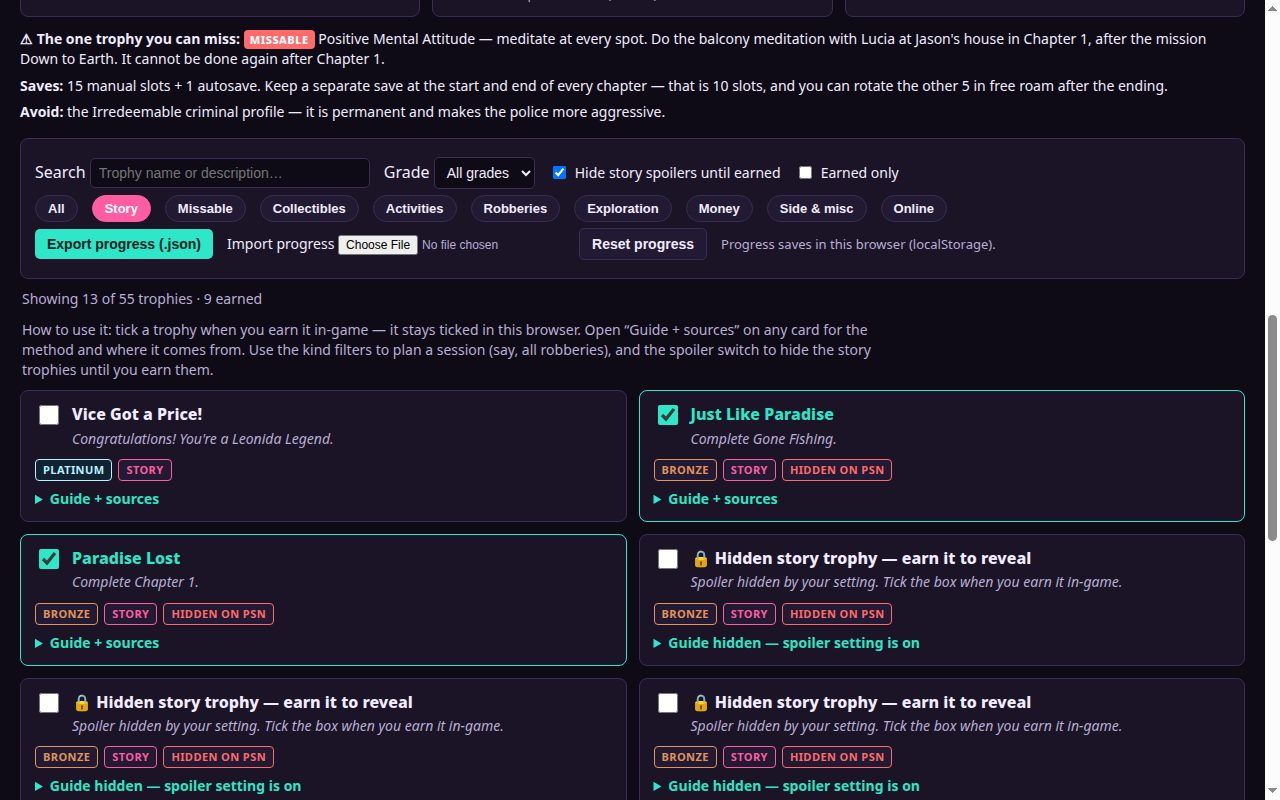 ⚠ The one trophy you can miss: MISSABLE Positive Mental Attitude — meditate at every spot. Do the balcony meditation with Lucia at Jason's house in Chapter 1, after the mission
Down to Earth. It cannot be done again after Chapter 1.
Saves: 15 manual slots + 1 autosave. Keep a separate save at the start and end of every chapter — that is 10 slots, and you can rotate the other 5 in free roam after the ending.
Avoid: the Irredeemable criminal profile — it is permanent and makes the police more aggressive.
Search Trophy name or description… Grade All grades Hide story spoilers until earned Earned only
All Story Missable Collectibles Activities Robberies Exploration Money Side & misc Online
Export progress (.json) Import progress Choose File No file chosen Reset progress Progress saves in this browser (localStorage).
Showing 13 of 55 trophies · 9 earned
How to use it: tick a trophy when you earn it in-game — it stays ticked in this browser. Open “Guide + sources” on any card for the
method and where it comes from. Use the kind filters to plan a session (say, all robberies), and the spoiler switch to hide the story
trophies until you earn them.
Vice Got a Price!
Congratulations! You're a Leonida Legend.
PLATINUM STORY
Guide + sources
Just Like Paradise
Complete Gone Fishing.
BRONZE STORY HIDDEN ON PSN
Guide + sources
Paradise Lost
Complete Chapter 1.
BRONZE STORY HIDDEN ON PSN
Guide + sources
🔒 Hidden story trophy — earn it to reveal
Spoiler hidden by your setting. Tick the box when you earn it in-game.
BRONZE STORY HIDDEN ON PSN
Guide hidden — spoiler setting is on
🔒 Hidden story trophy — earn it to reveal
Spoiler hidden by your setting. Tick the box when you earn it in-game.
BRONZE STORY HIDDEN ON PSN
Guide hidden — spoiler setting is on
🔒 Hidden story trophy — earn it to reveal
Spoiler hidden by your setting. Tick the box when you earn it in-game.
BRONZE STORY HIDDEN ON PSN
Guide hidden — spoiler setting is on